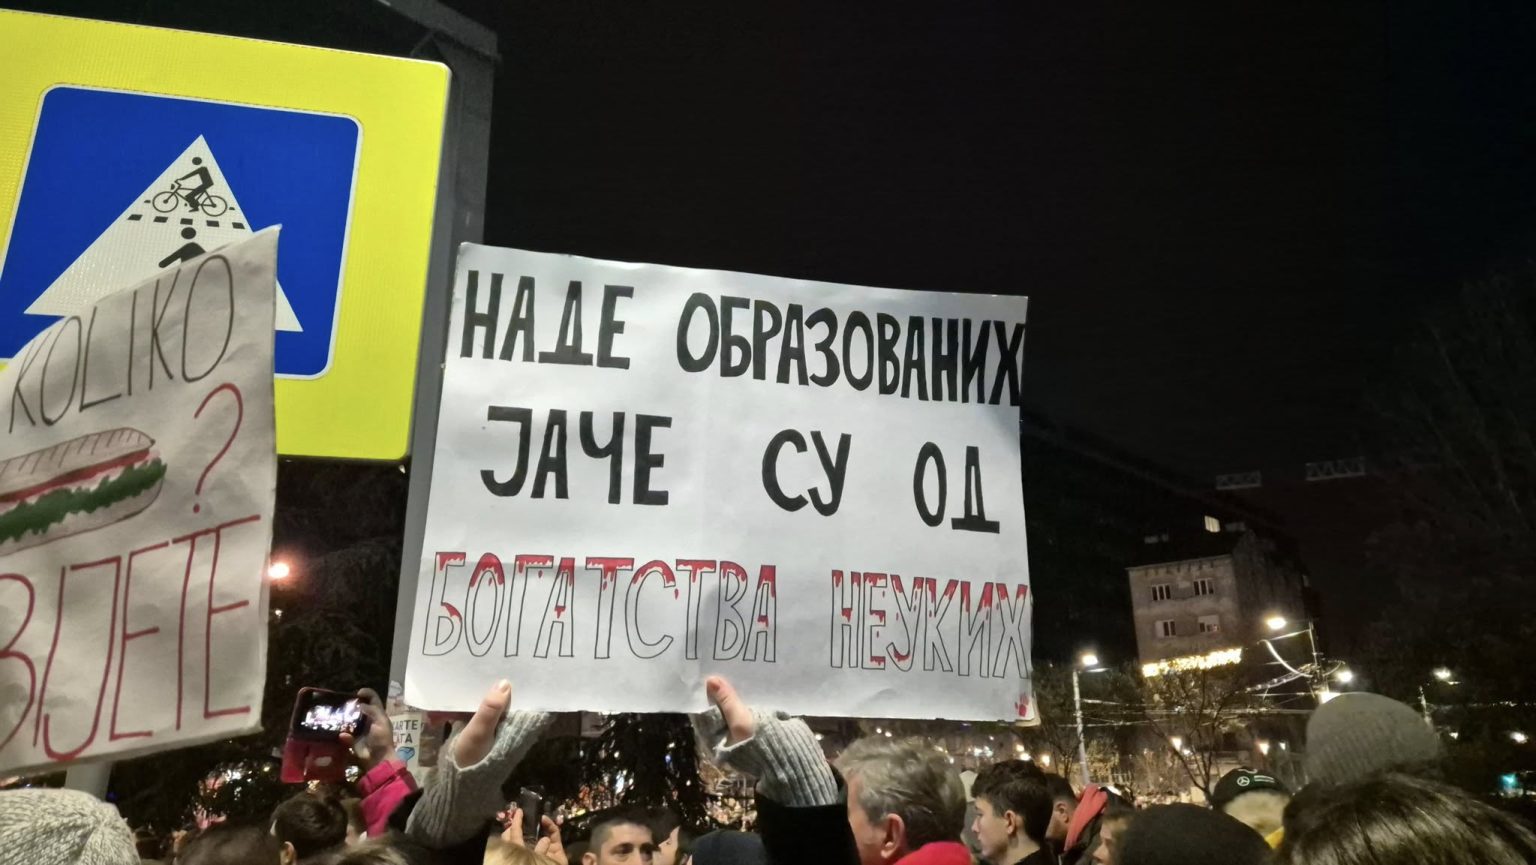 KOLIKO
?
НАДЕ ОБРАЗОВАНИХ
ЈАЧЕ СУ ОД
БОГАТСТВА НЕУКИХ